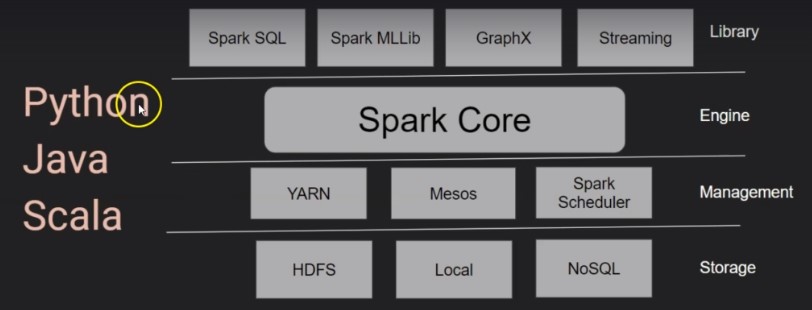 Spark SQL
Spark MLLib
GraphX
Streaming
Library
Python
Java
Scala
Spark Core
Engine
YARN
Mesos
Spark
Scheduler
Management
HDFS
Local
NoSQL
Storage